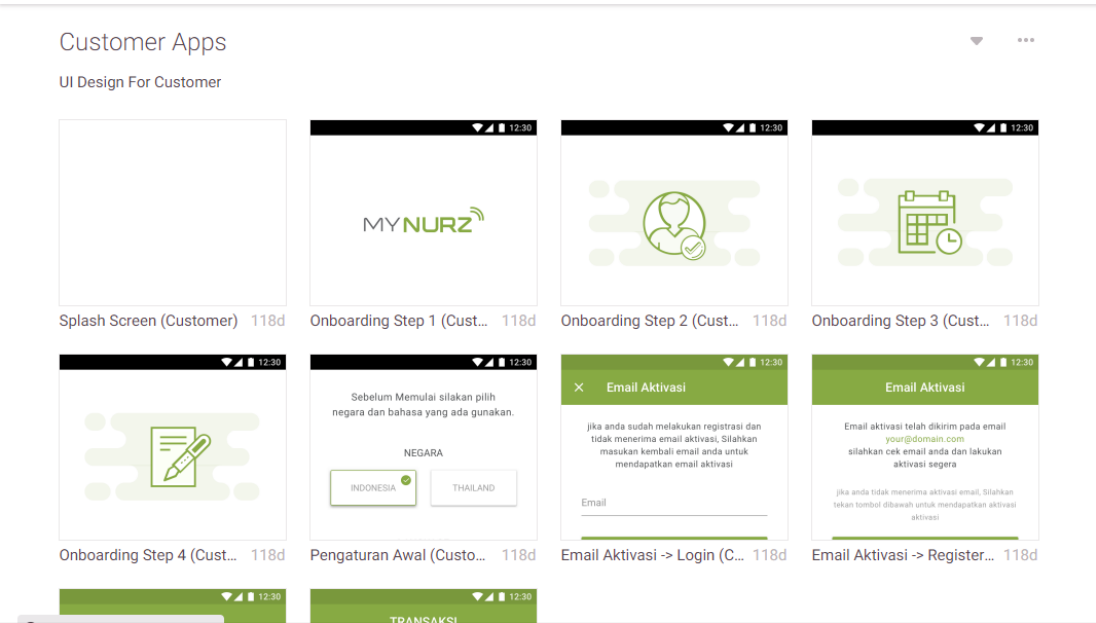 Customer Apps
UI Design For Customer
12:30
12:30
12:30
MYNURZ
Splash Screen (Customer) 118d
Onboarding Step 1 (Cust... 118d
Onboarding Step 2 (Cust... 118d
Onboarding Step 3 (Cust... 118d
12:30
12:30
Sebelum Memulai silakan pilih
negara dan bahasa yang ada gunakan.
NEGARA
INDONESIA
THAILAND
12:30
Email Aktivasi
jika anda sudah melakukan registrasi dan
tidak menerima email aktivasi, Silahkan
masukan kembali email anda untuk
mendapatkan email aktivasi
Email
12:30
Email Aktivasi
Email aktivasi telah dikirim pada email
your@domain.com
silahkan cek email anda dan lakukan
aktivasi segera
jika anda tidak menerima aktivasi email, Silahkan
tekan tombol dibawah untuk mendapatkan aktivasi
aktivasi
Onboarding Step 4 (Cust... 118d
Pengaturan Awal (Custo... 118d
Email Aktivasi -> Login (C... 118d
Email Aktivasi -> Register... 118d
12:30
12:30
TRANSAKSI